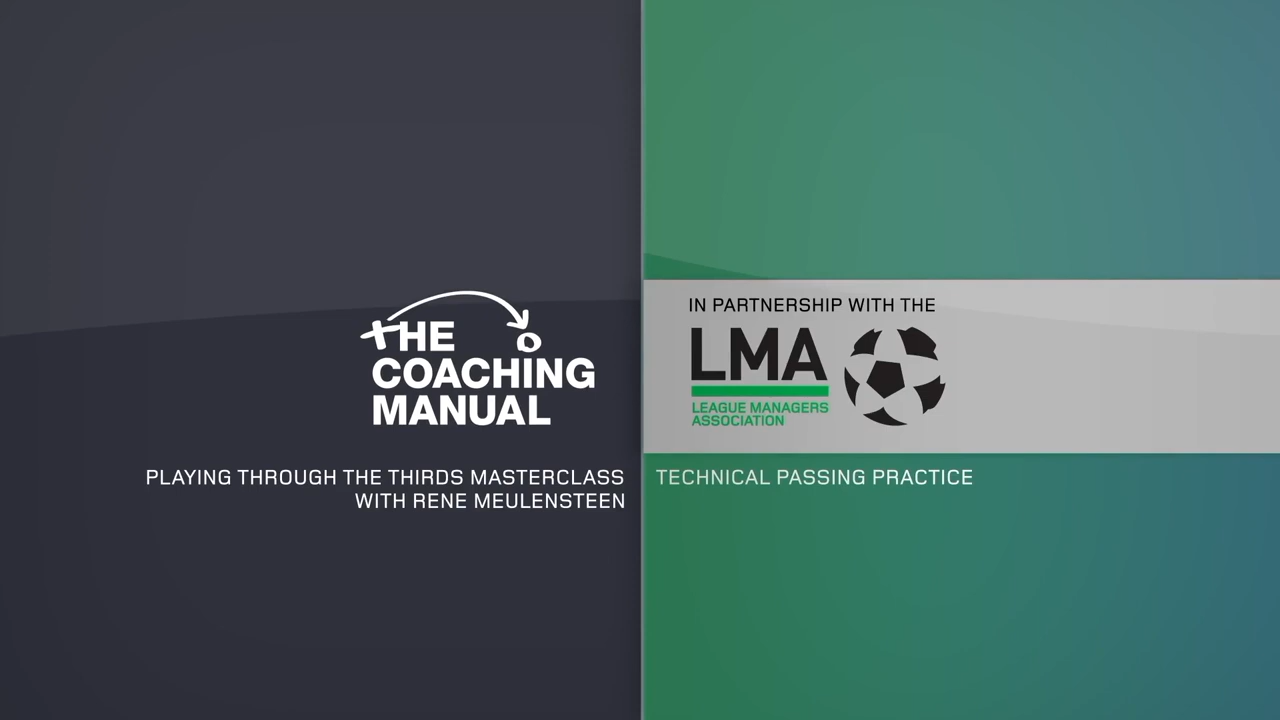 THE
COACHING
MANUAL
PLAYING THROUGH THE THIRDS MASTERCLASS
WITH RENE MEULENSTEEN
IN PARTNERSHIP WITH THE
LMA
LEAGUE MANAGERS
ASSOCIATION
TECHNICAL PASSING PRACTICE